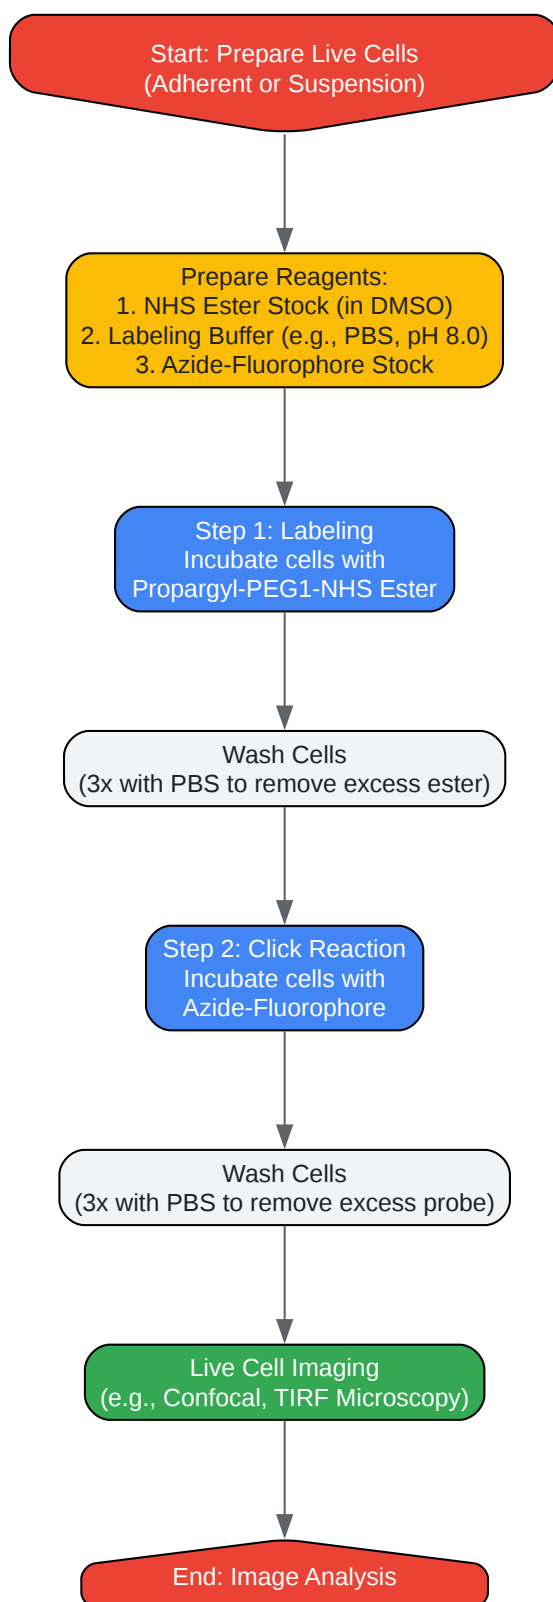 Start: Prepare Live Cells
(Adherent or Suspension)
Prepare Reagents:
1. NHS Ester Stock (in DMSO)
2. Labeling Buffer (e.g., PBS, pH 8.0)
3. Azide-Fluorophore Stock
Step 1: Labeling
Incubate cells with
Propargyl-PEG1-NHS Ester
Wash Cells
(3x with PBS to remove excess ester)
Step 2: Click Reaction
Incubate cells with
Azide-Fluorophore
Wash Cells
(3x with PBS to remove excess probe)
Live Cell Imaging
(e.g., Confocal, TIRF Microscopy)
End: Image Analysis